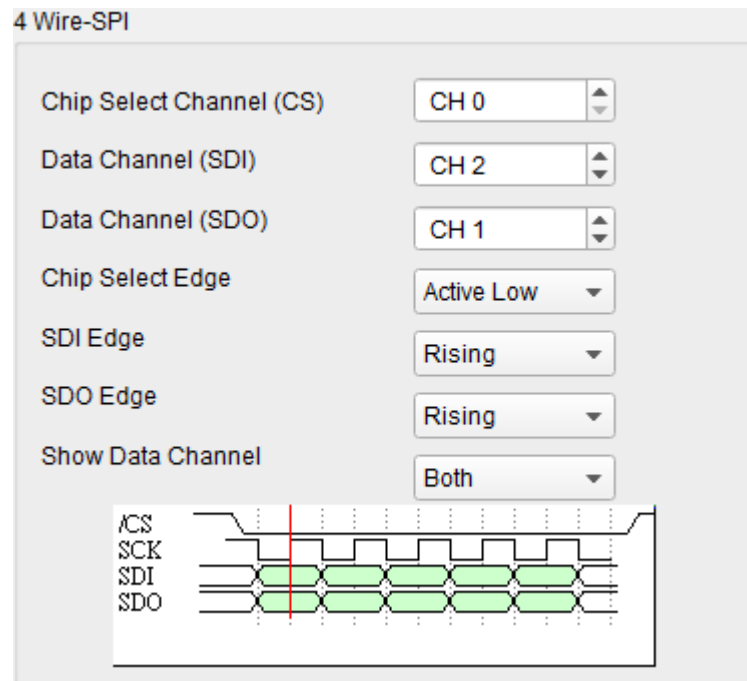 4 Wire-SPI
Chip Select Channel (CS) CH 0
Data Channel (SDI) CH 2
Data Channel (SDO) CH 1
Chip Select Edge Active Low
SDI Edge Rising
SDO Edge Rising
Show Data Channel Both
/CS
SCK
SDI
SDO